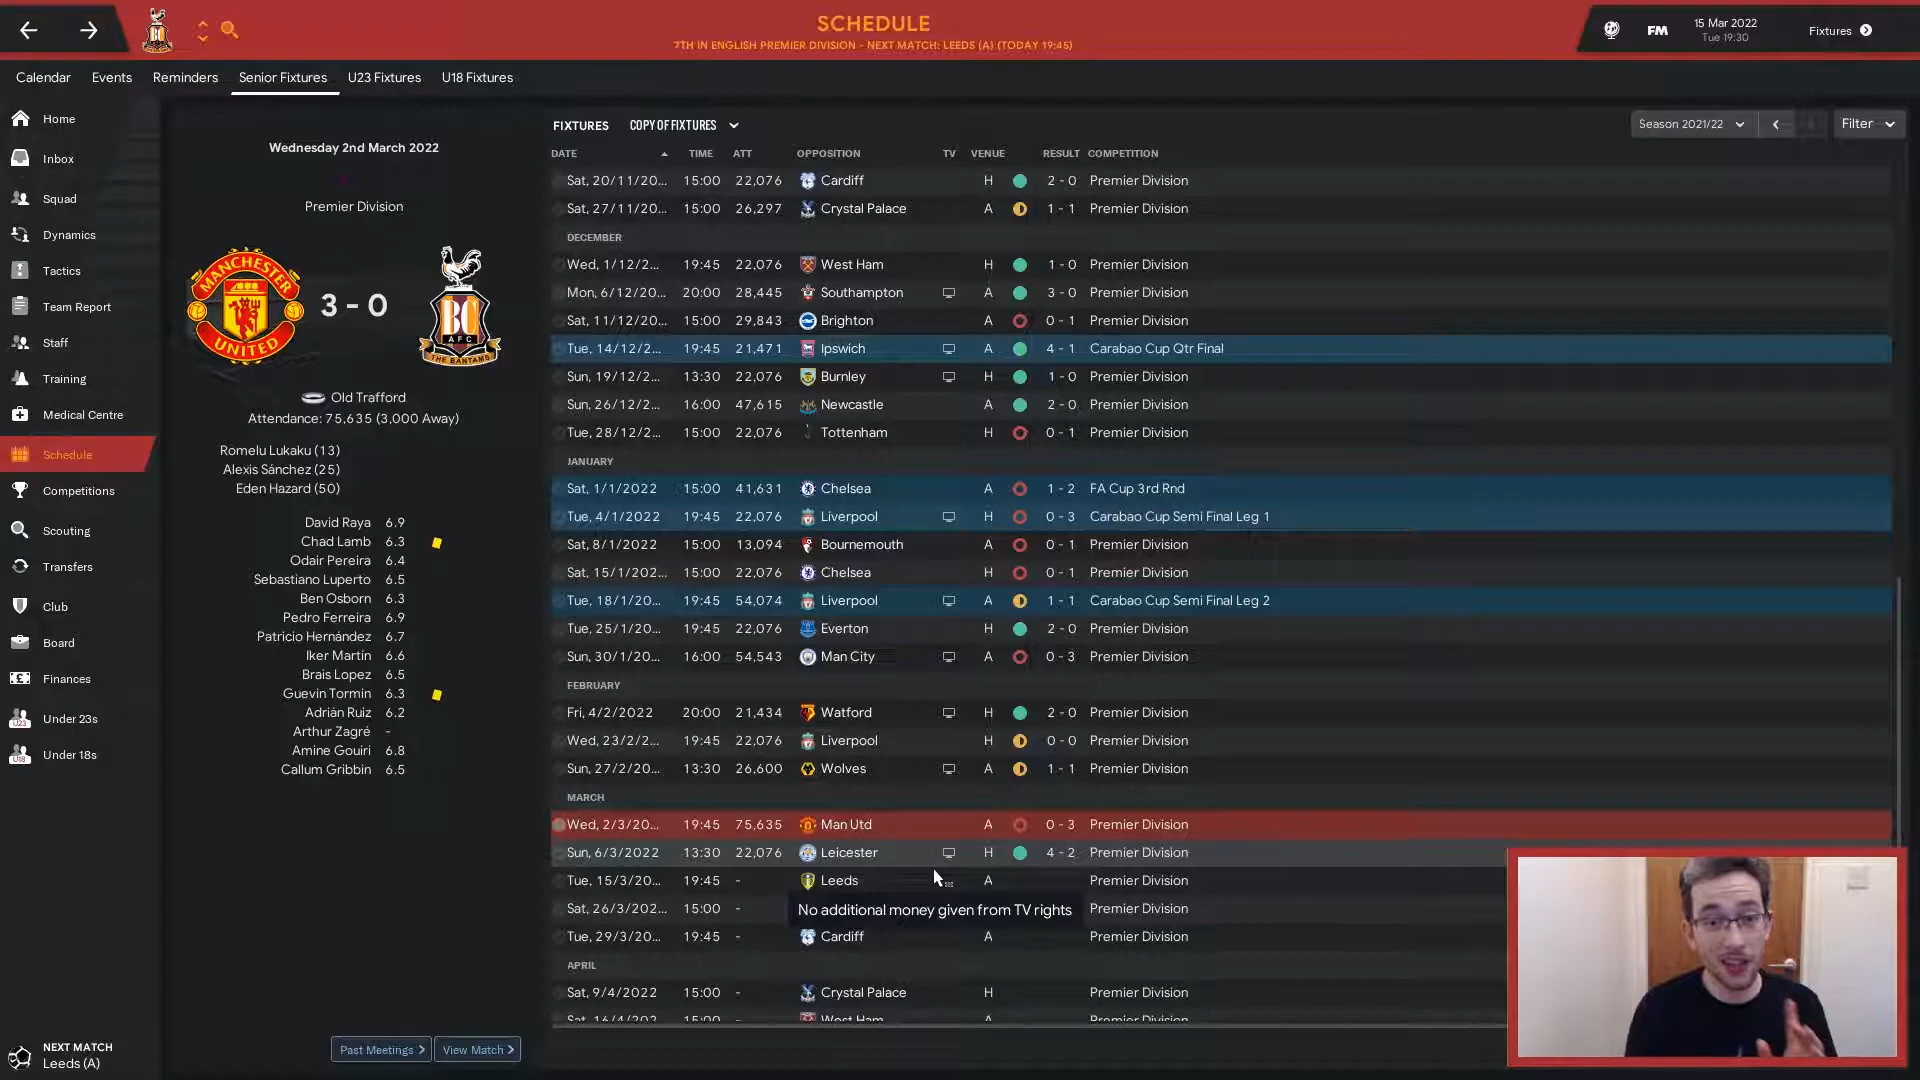 SCHEDULE
7TH IN ENGLISH PREMIER DIVISION - NEXT MATCH: LEEDS (A) (TODAY 19:45)
FM
15 Mar 2022
Tue 19:30
Fixtures
Calendar Events Reminders Senior Fixtures U23 Fixtures U18 Fixtures
Home
Inbox
Squad
Dynamics
Tactics
Team Report
Staff
Training
Medical Centre
Schedule
Competitions
Scouting
Transfers
Club
Board
Finances
Under 23s
Under 18s
NEXT MATCH
Leeds (A)
Wednesday 2nd March 2022
Premier Division
MANCHESTER
UNITED
3 - 0
BC
AFC
THE BANTAMS
Old Trafford
Attendance: 75,635 (3,000 Away)
Romelu Lukaku (13)
Alexis Sánchez (25)
Eden Hazard (50)
David Raya 6.9
Chad Lamb 6.3
Odair Pereira 6.4
Sebastiano Luperto 6.5
Ben Osborn 6.3
Pedro Ferreira 6.9
Patricio Hernández 6.7
Iker Martín 6.6
Brais Lopez 6.5
Guevin Tormin 6.3
Adrián Ruiz 6.2
Arthur Zagré -
Amine Gouiri 6.8
Callum Gribbin 6.5
Past Meetings > View Match >
FIXTURES COPY OF FIXTURES
Season 2021/22 Filter
DATE TIME ATT OPPOSITION TV VENUE RESULT COMPETITION
Sat, 20/11/20... 15:00 22,076 Cardiff H 2 - 0 Premier Division
Sat, 27/11/20... 15:00 26,297 Crystal Palace A 1 - 1 Premier Division
DECEMBER
Wed, 1/12/2... 19:45 22,076 West Ham H 1 - 0 Premier Division
Mon, 6/12/20... 20:00 28,445 Southampton A 3 - 0 Premier Division
Sat, 11/12/20... 15:00 29,843 Brighton A 0 - 1 Premier Division
Tue, 14/12/2... 19:45 21,471 Ipswich A 4 - 1 Carabao Cup Qtr Final
Sun, 19/12/2... 13:30 22,076 Burnley H 1 - 0 Premier Division
Sun, 26/12/2... 16:00 47,615 Newcastle A 2 - 0 Premier Division
Tue, 28/12/2... 15:00 22,076 Tottenham H 0 - 1 Premier Division
JANUARY
Sat, 1/1/2022 15:00 41,631 Chelsea A 1 - 2 FA Cup 3rd Rnd
Tue, 4/1/2022 19:45 22,076 Liverpool H 0 - 3 Carabao Cup Semi Final Leg 1
Sat, 8/1/2022 15:00 13,094 Bournemouth A 0 - 1 Premier Division
Sat, 15/1/202... 15:00 22,076 Chelsea H 0 - 1 Premier Division
Tue, 18/1/20... 19:45 54,074 Liverpool A 1 - 1 Carabao Cup Semi Final Leg 2
Tue, 25/1/20... 19:45 22,076 Everton H 2 - 0 Premier Division
Sun, 30/1/20... 16:00 54,543 Man City A 0 - 3 Premier Division
FEBRUARY
Fri, 4/2/2022 20:00 21,434 Watford H 2 - 0 Premier Division
Wed, 23/2/2... 19:45 22,076 Liverpool H 0 - 0 Premier Division
Sun, 27/2/20... 13:30 26,600 Wolves A 1 - 1 Premier Division
MARCH
Wed, 2/3/20... 19:45 75,635 Man Utd A 0 - 3 Premier Division
Sun, 6/3/2022 13:30 22,076 Leicester H 4 - 2 Premier Division
Tue, 15/3/20... 19:45 - Leeds A Premier Division
Sat, 26/3/202... 15:00 - Premier Division
No additional money given from TV rights
Tue, 29/3/20... 19:45 - Cardiff A Premier Division
APRIL
Sat, 9/4/2022 15:00 - Crystal Palace H Premier Division
Sat, 16/4/202... 15:00 - West Ham A Premier Division